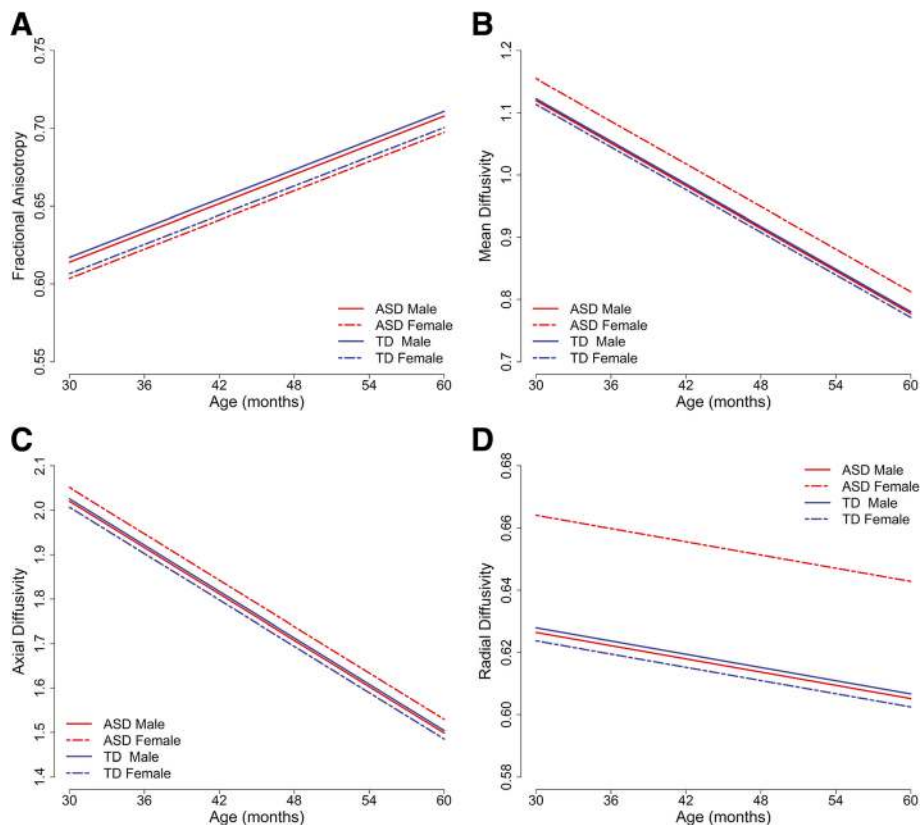 A
Fractional Anisotropy
0.75
0.70
0.65
0.60
0.55
ASD Male
ASD Female
TD Male
TD Female
30 36 42 48 54 60
Age (months)
B
Mean Diffusivity
1.2
1.1
1.0
0.9
0.8
0.7
ASD Male
ASD Female
TD Male
TD Female
30 36 42 48 54 60
Age (months)
C
Axial Diffusivity
2.1
2.0
1.9
1.8
1.7
1.6
1.5
1.4
ASD Male
ASD Female
TD Male
TD Female
30 36 42 48 54 60
Age (months)
D
Radial Diffusivity
0.68
0.66
0.64
0.62
0.60
0.58
ASD Male
ASD Female
TD Male
TD Female
30 36 42 48 54 60
Age (months)